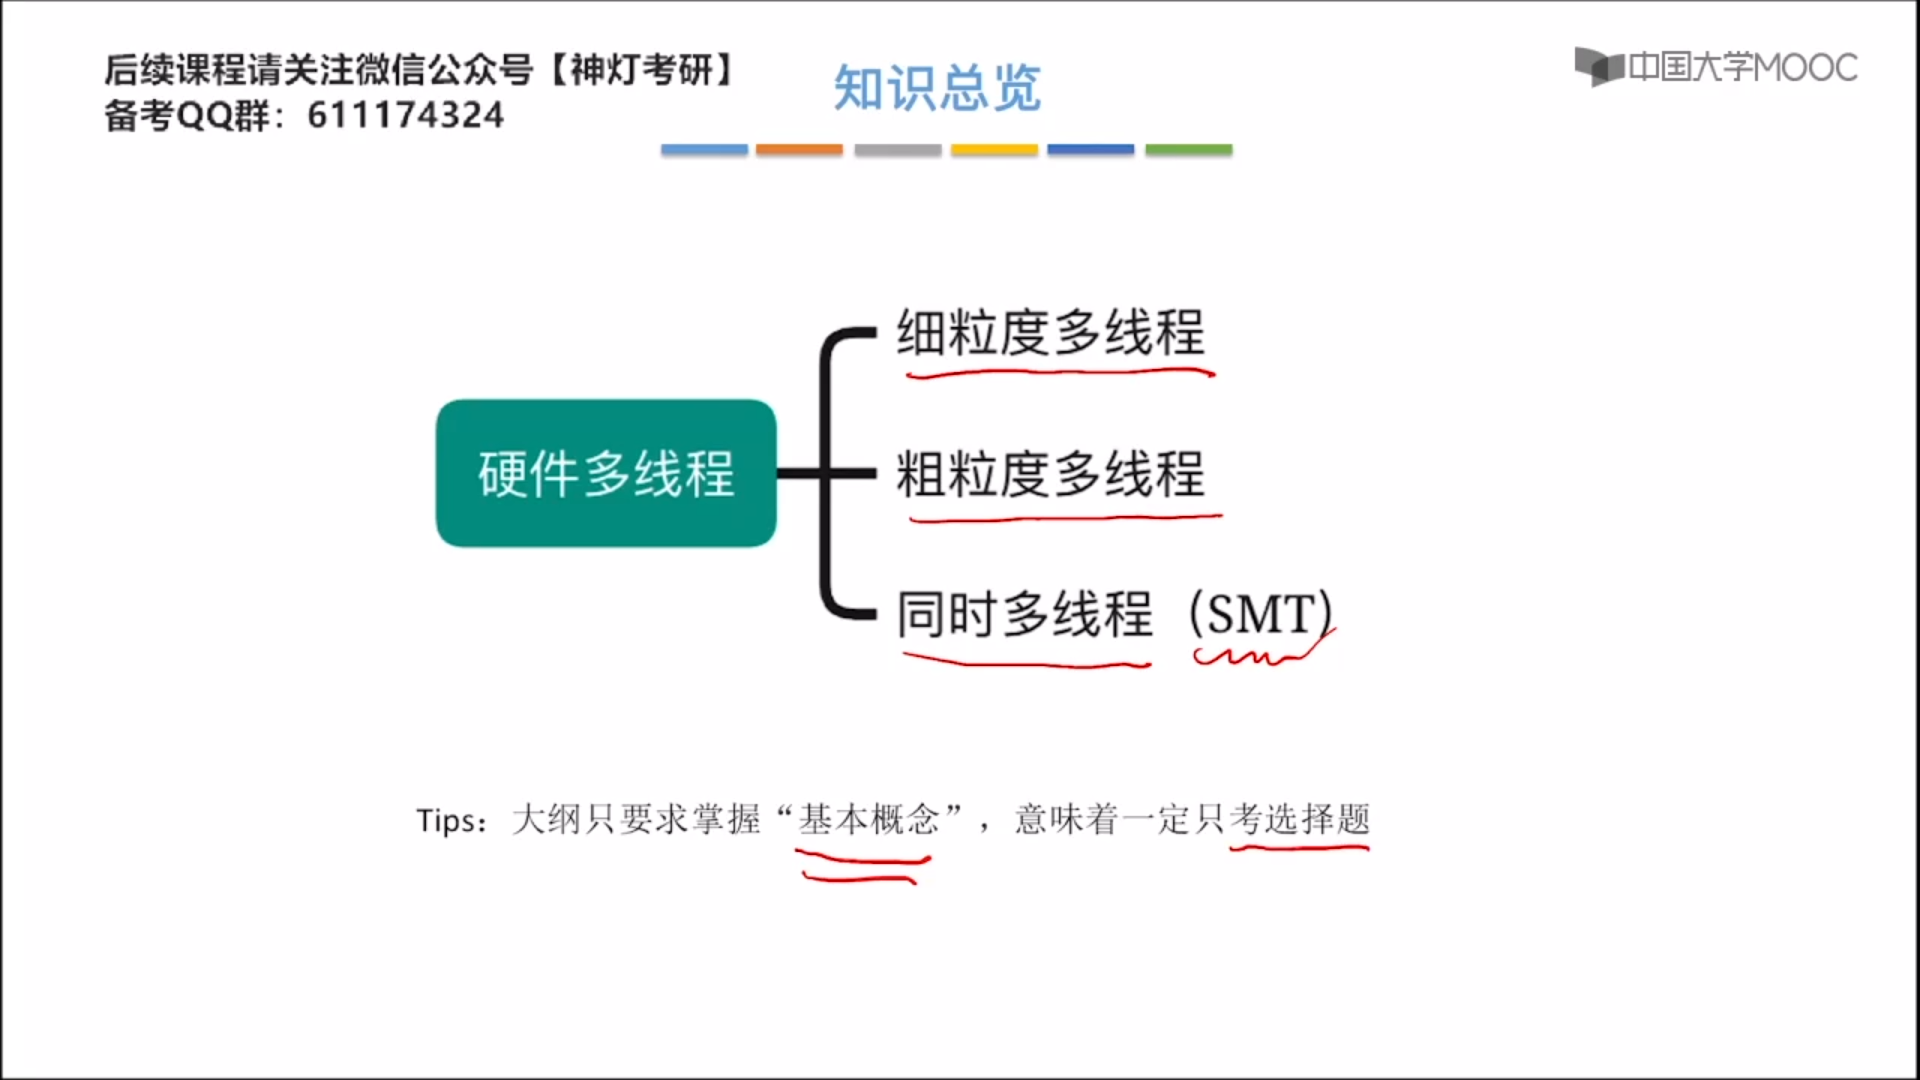 后续课程请关注微信公众号【神灯考研】
备考QQ群：611174324
知识总览
中国大学MOOC
硬件多线程
细粒度多线程
粗粒度多线程
同时多线程（SMT）
Tips：大纲只要求掌握“基本概念”，意味着一定只考选择题